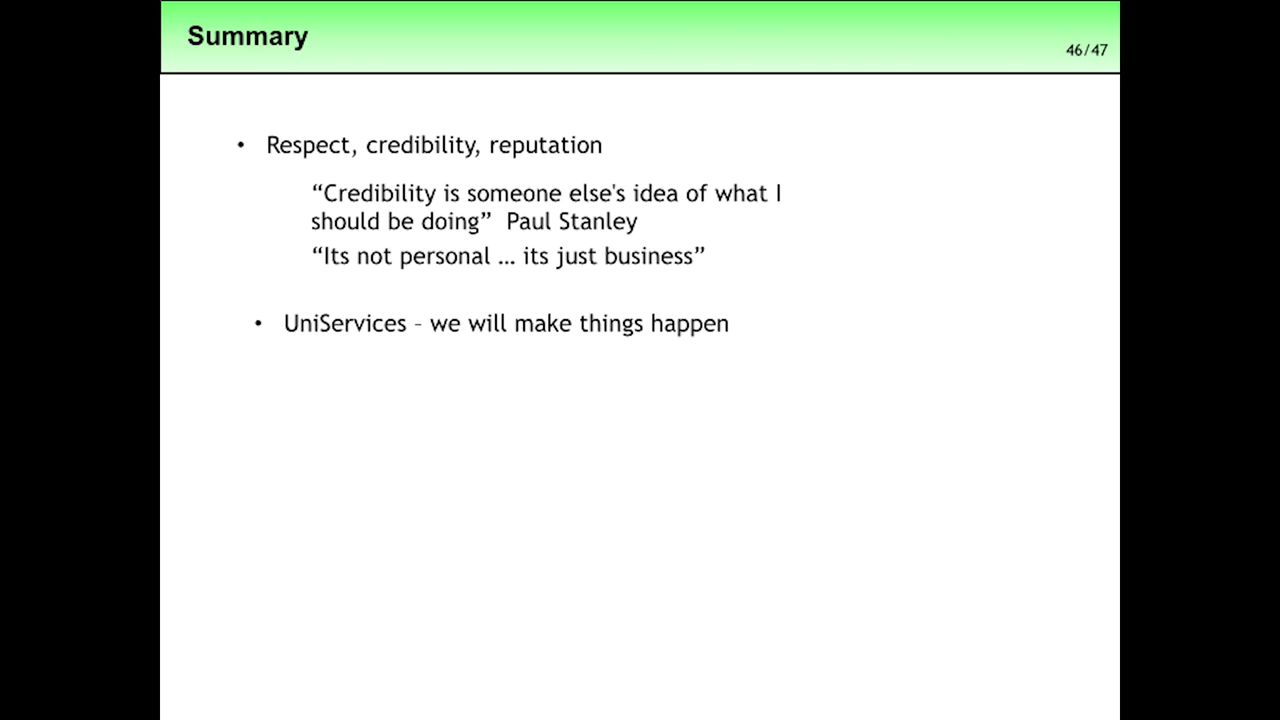 Summary
46/47
• Respect, credibility, reputation
“Credibility is someone else's idea of what I
should be doing” Paul Stanley
“Its not personal … its just business”
• UniServices – we will make things happen